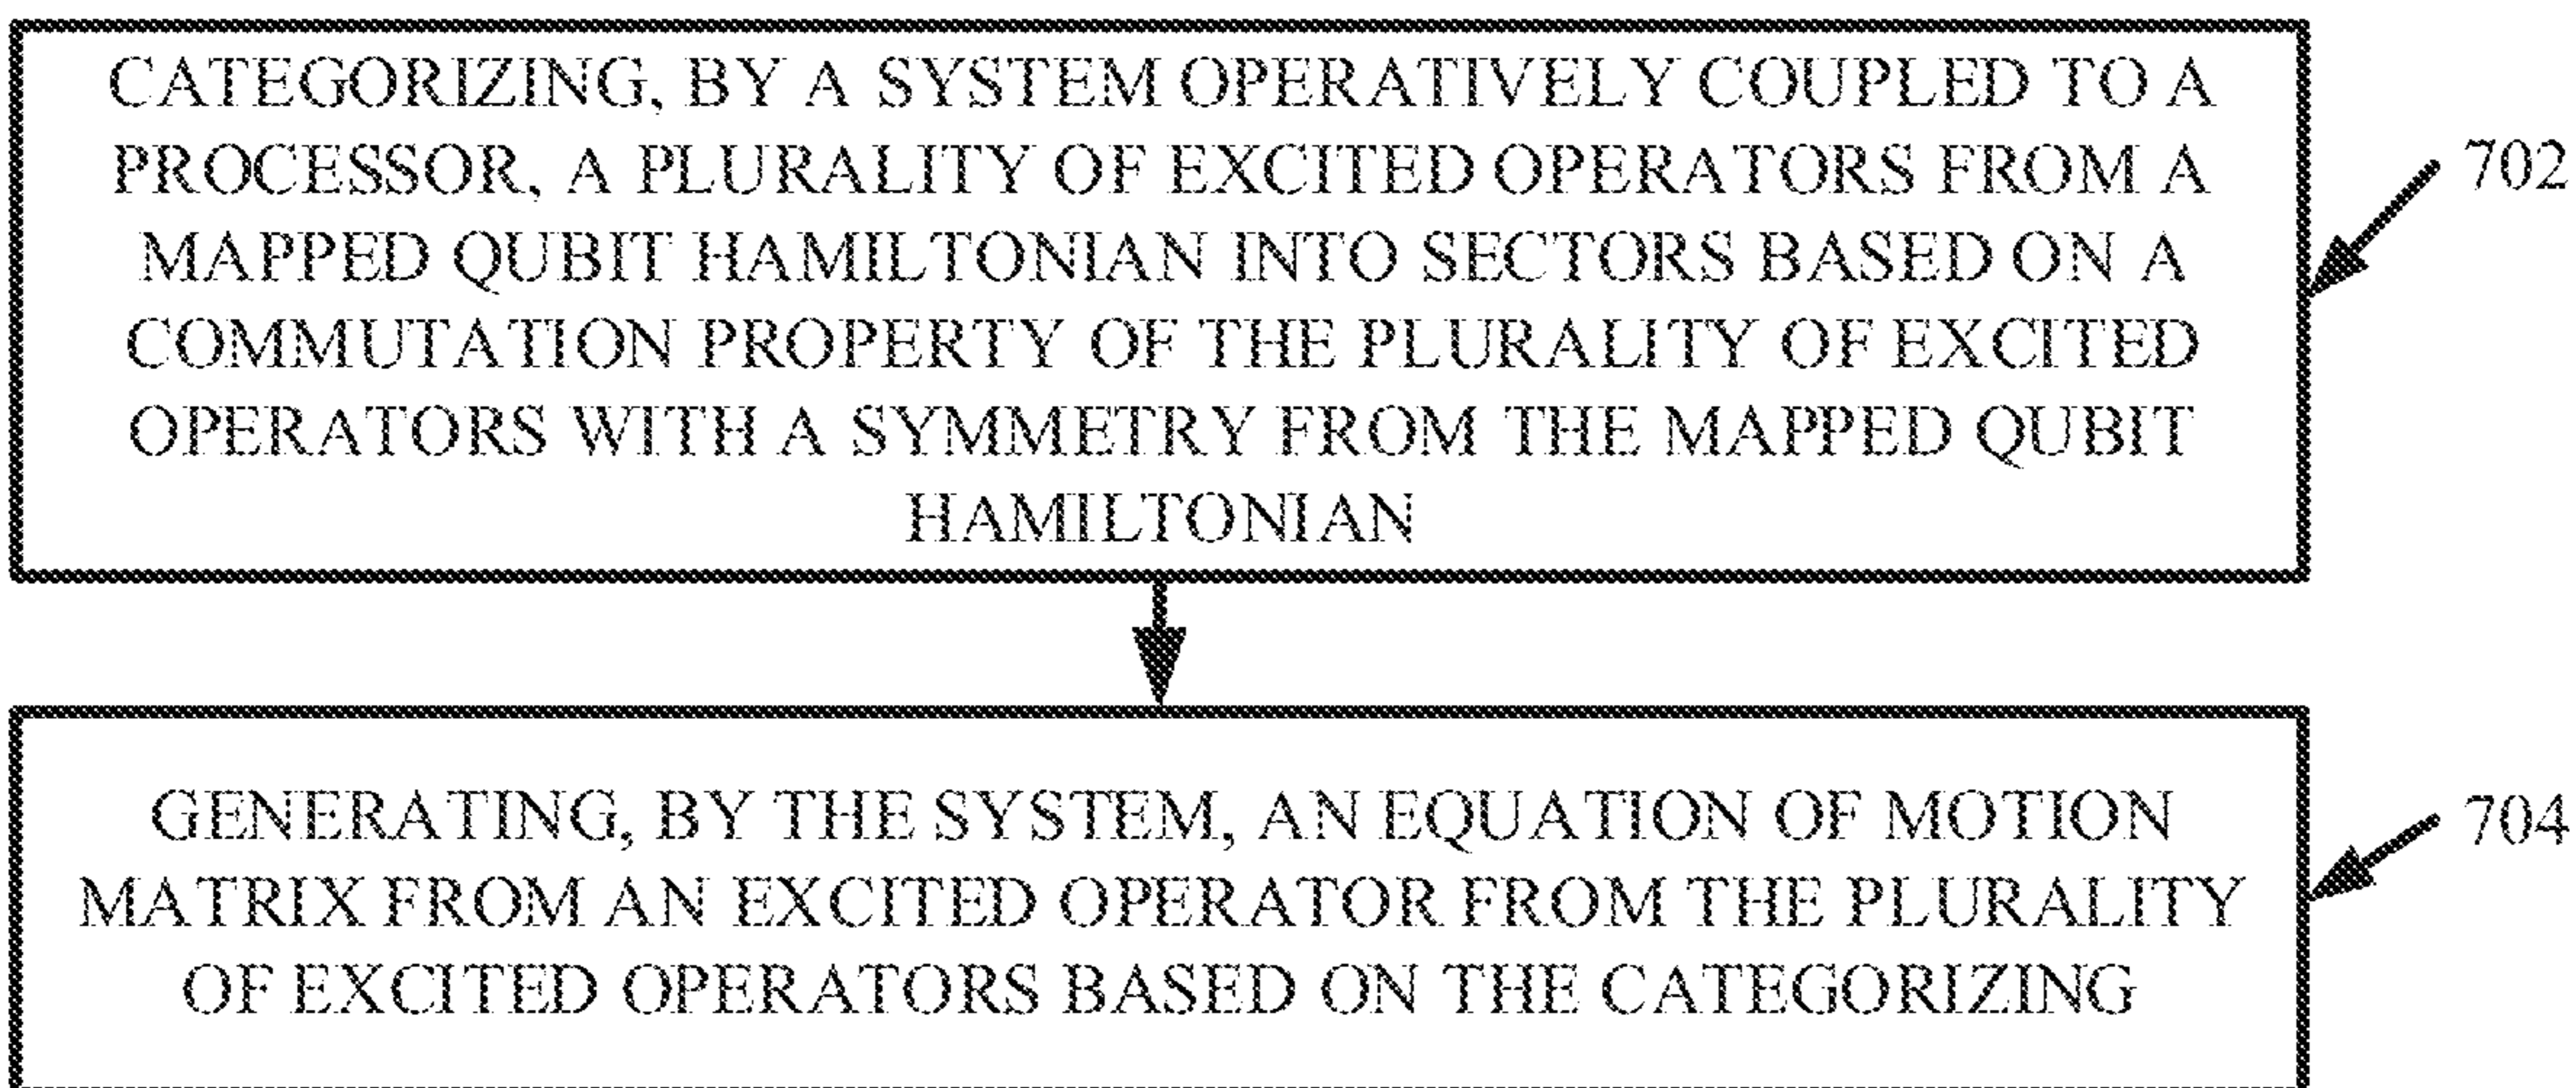 CATEGORIZING, BY A SYSTEM OPERATIVELY COUPLED TO A
PROCESSOR, A PLURALITY OF EXCITED OPERATORS FROM A
MAPPED QUBIT HAMILTONIAN INTO SECTORS BASED ON A
COMMUTATION PROPERTY OF THE PLURALITY OF EXCITED
OPERATORS WITH A SYMMETRY FROM THE MAPPED QUBIT
HAMILTONIAN
702
GENERATING, BY THE SYSTEM, AN EQUATION OF MOTION
MATRIX FROM AN EXCITED OPERATOR FROM THE PLURALITY
OF EXCITED OPERATORS BASED ON THE CATEGORIZING
704